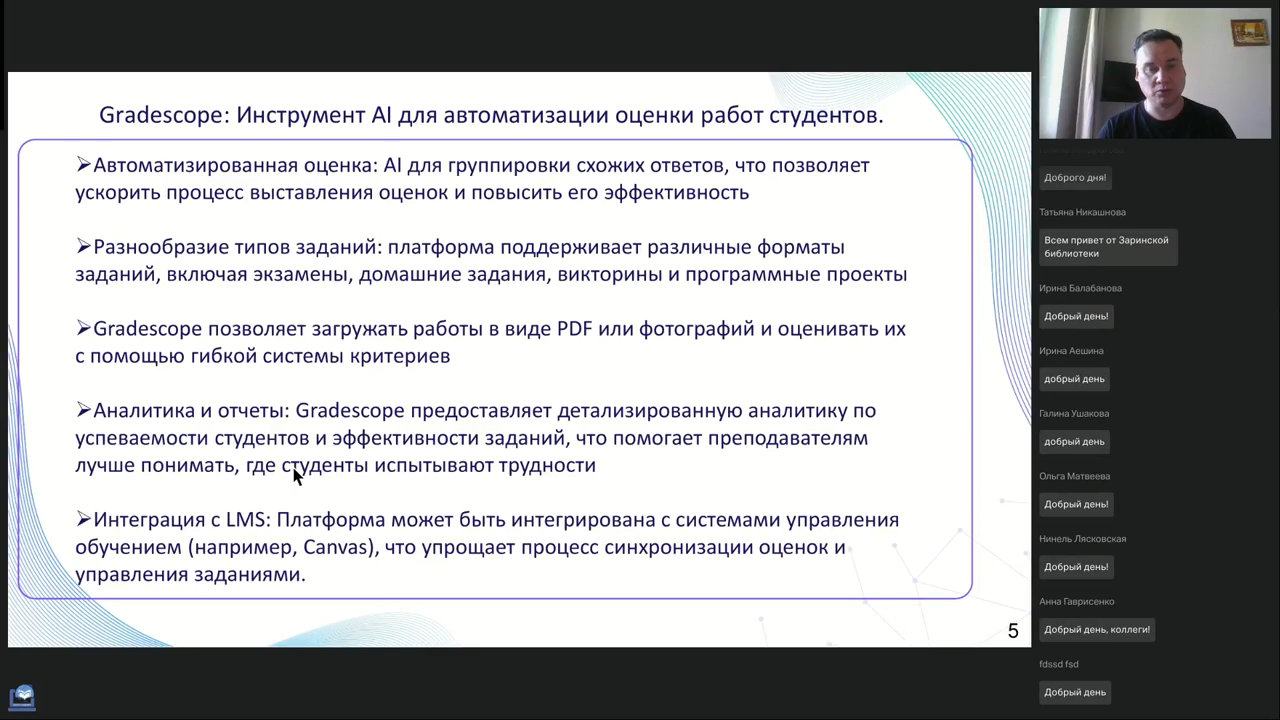 Gradescope: Инструмент AI для автоматизации оценки работ студентов.
➢Автоматизированная оценка: AI для группировки схожих ответов, что позволяет
ускорить процесс выставления оценок и повысить его эффективность
➢Разнообразие типов заданий: платформа поддерживает различные форматы
заданий, включая экзамены, домашние задания, викторины и программные проекты
➢Gradescope позволяет загружать работы в виде PDF или фотографий и оценивать их
с помощью гибкой системы критериев
➢Аналитика и отчеты: Gradescope предоставляет детализированную аналитику по
успеваемости студентов и эффективности заданий, что помогает преподавателям
лучше понимать, где студенты испытывают трудности
➢Интеграция с LMS: Платформа может быть интегрирована с системами управления
обучением (например, Canvas), что упрощает процесс синхронизации оценок и
управления заданиями.
5
Доброго дня!
Татьяна Никашнова
Всем привет от Заринской
библиотеки
Ирина Балабанова
Добрый день!
Ирина Аешина
добрый день
Галина Ушакова
добрый день
Ольга Матвеева
Добрый день!
Нинель Лясковская
Добрый день!
Анна Гаврисенко
Добрый день, коллеги!
fdssd fsd
Добрый день